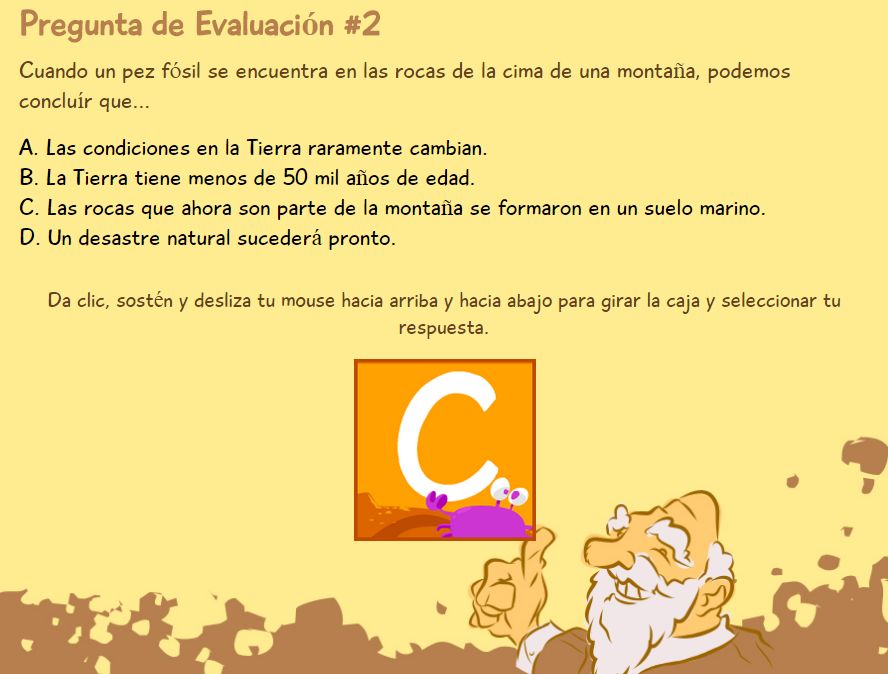 Pregunta de Evaluación #2
Cuando un pez fósil se encuentra en las rocas de la cima de una montaña, podemos
concluír que...
A. Las condiciones en la Tierra raramente cambian.
B. La Tierra tiene menos de 50 mil años de edad.
C. Las rocas que ahora son parte de la montaña se formaron en un suelo marino.
D. Un desastre natural sucederá pronto.
Da clic, sostén y desliza tu mouse hacia arriba y hacia abajo para girar la caja y seleccionar tu
respuesta.
C